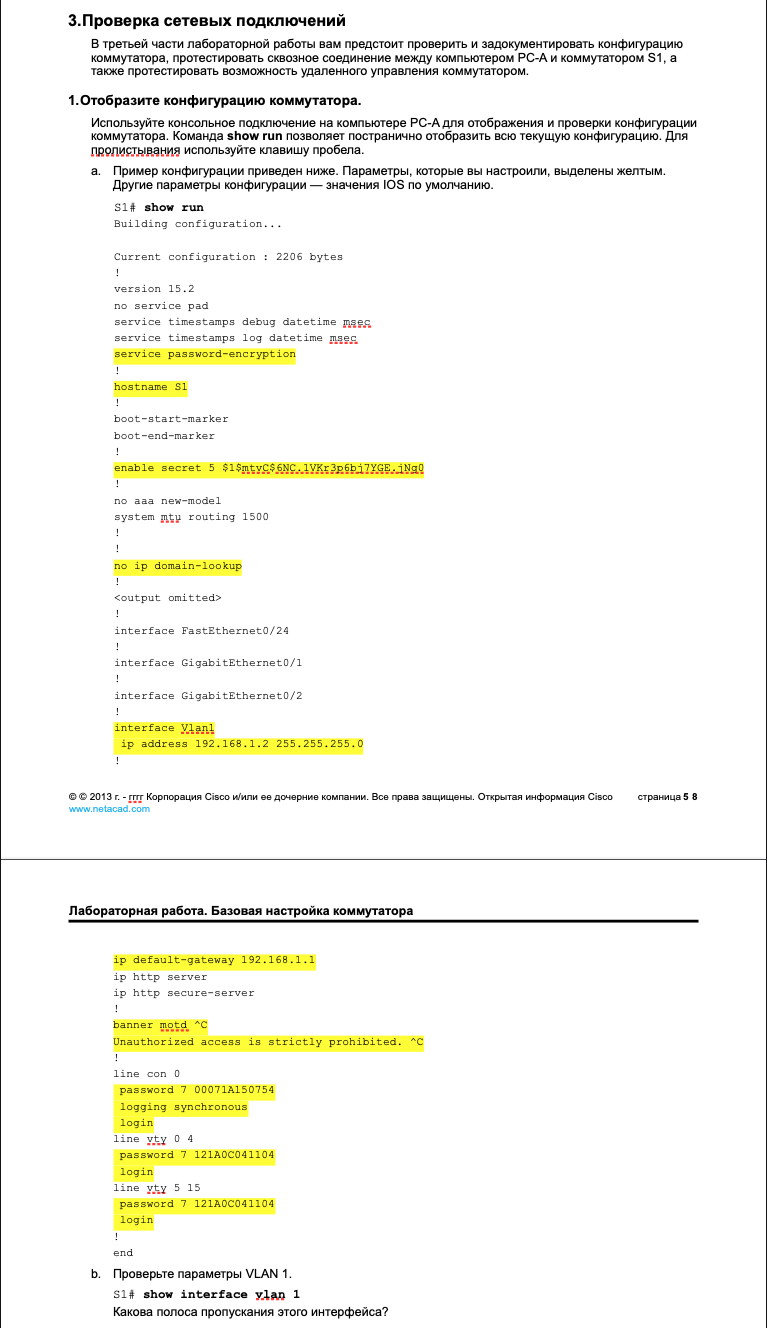 3.Проверка сетевых подключений
В третьей части лабораторной работы вам предстоит проверить и задокументировать конфигурацию
коммутатора, протестировать сквозное соединение между компьютером PC-A и коммутатором S1, а
также протестировать возможность удаленного управления коммутатором.
1.Отобразите конфигурацию коммутатора.
Используйте консольное подключение на компьютере PC-A для отображения и проверки конфигурации
коммутатора. Команда show run позволяет постранично отобразить всю текущую конфигурацию. Для
пролистывания используйте клавишу пробела.
a. Пример конфигурации приведен ниже. Параметры, которые вы настроили, выделены желтым.
Другие параметры конфигурации — значения IOS по умолчанию.
S1# show run
Building configuration...
Current configuration : 2206 bytes
!
version 15.2
no service pad
service timestamps debug datetime msec
service timestamps log datetime msec
service password-encryption
!
hostname S1
!
boot-start-marker
boot-end-marker
!
enable secret 5 $1$mtvC$6NC.1VKr3p6bj7YGE.jNg0
!
no aaa new-model
system mtu routing 1500
!
!
no ip domain-lookup
!
<output omitted>
!
interface FastEthernet0/24
!
interface GigabitEthernet0/1
!
interface GigabitEthernet0/2
!
interface Vlan1
ip address 192.168.1.2 255.255.255.0
!
© © 2013 г. - гггг Корпорация Cisco и/или ее дочерние компании. Все права защищены. Открытая информация Cisco страница 5 8
www.netacad.com
Лабораторная работа. Базовая настройка коммутатора
ip default-gateway 192.168.1.1
ip http server
ip http secure-server
!
banner motd ^C
Unauthorized access is strictly prohibited. ^C
!
line con 0
password 7 00071A150754
logging synchronous
login
line vty 0 4
password 7 121A0C041104
login
line vty 5 15
password 7 121A0C041104
login
!
end
b. Проверьте параметры VLAN 1.
S1# show interface vlan 1
Какова полоса пропускания этого интерфейса?